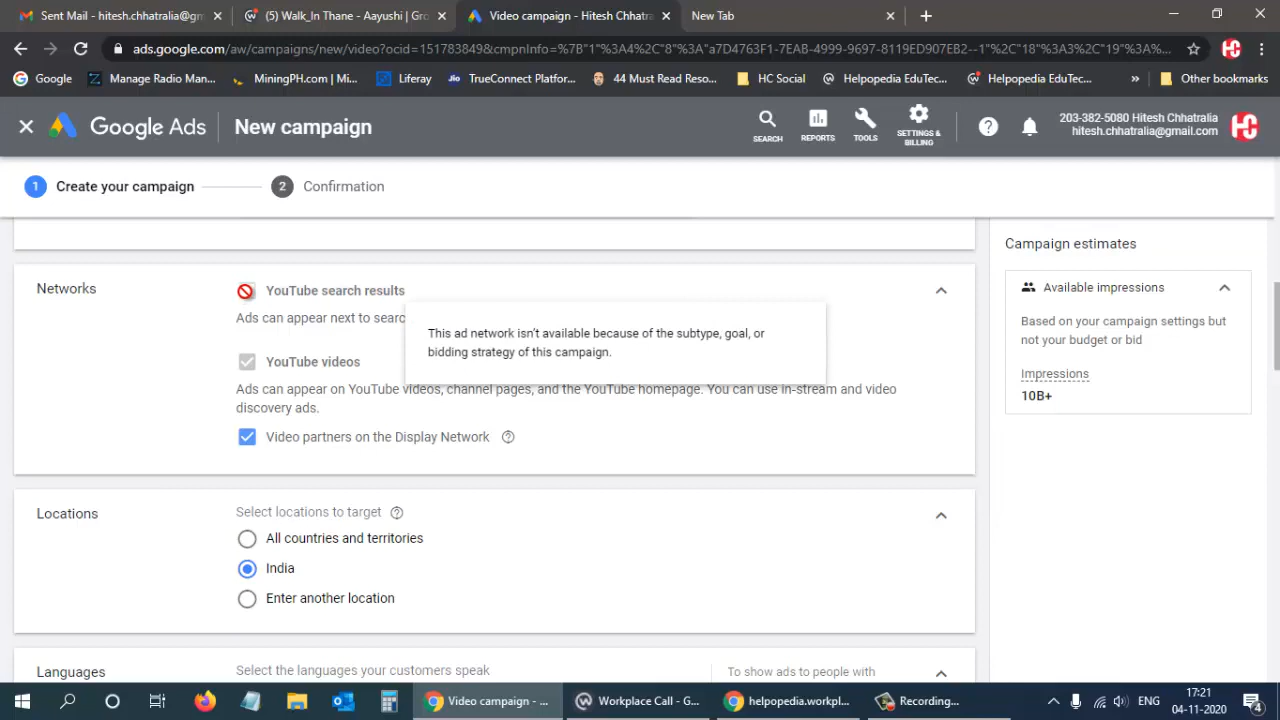 Sent Mail - hitesh.chhatralia@gm
(5) Walk_In Thane - Aayushi | Gro
Video campaign - Hitesh Chhatra
New Tab
ads.google.com/aw/campaigns/new/video?ocid=151783849&cmpnInfo=%7B"1"%3A4%2C"8"%3A"a7D4763F1-7EAB-4999-9697-8119ED907EB2--1"%2C"18"%3A3%2C"19"%3A%...
Google
Manage Radio Man...
MiningPH.com | Mi...
Liferay
Jio
TrueConnect Platfor...
44 Must Read Reso...
HC Social
Helpopedia EduTec...
Helpopedia EduTec...
»
Other bookmarks
Google Ads
New campaign
SEARCH
REPORTS
TOOLS
SETTINGS &
BILLING
203-382-5080 Hitesh Chhatralia
hitesh.chhatralia@gmail.com
HC
1 Create your campaign
2 Confirmation
Campaign estimates
Networks
YouTube search results
Ads can appear next to searc
This ad network isn't available because of the subtype, goal, or
bidding strategy of this campaign.
YouTube videos
Ads can appear on YouTube videos, channel pages, and the YouTube homepage. You can use in-stream and video
discovery ads.
Video partners on the Display Network
Available impressions
Based on your campaign settings but
not your budget or bid
Impressions
10B+
Locations
Select locations to target
All countries and territories
India
Enter another location
Languages
Select the languages your customers speak
To show ads to people with
Video campaign - ...
Workplace Call - G...
helpopedia.workpl...
Recording...
ENG
17:21
04-11-2020
4